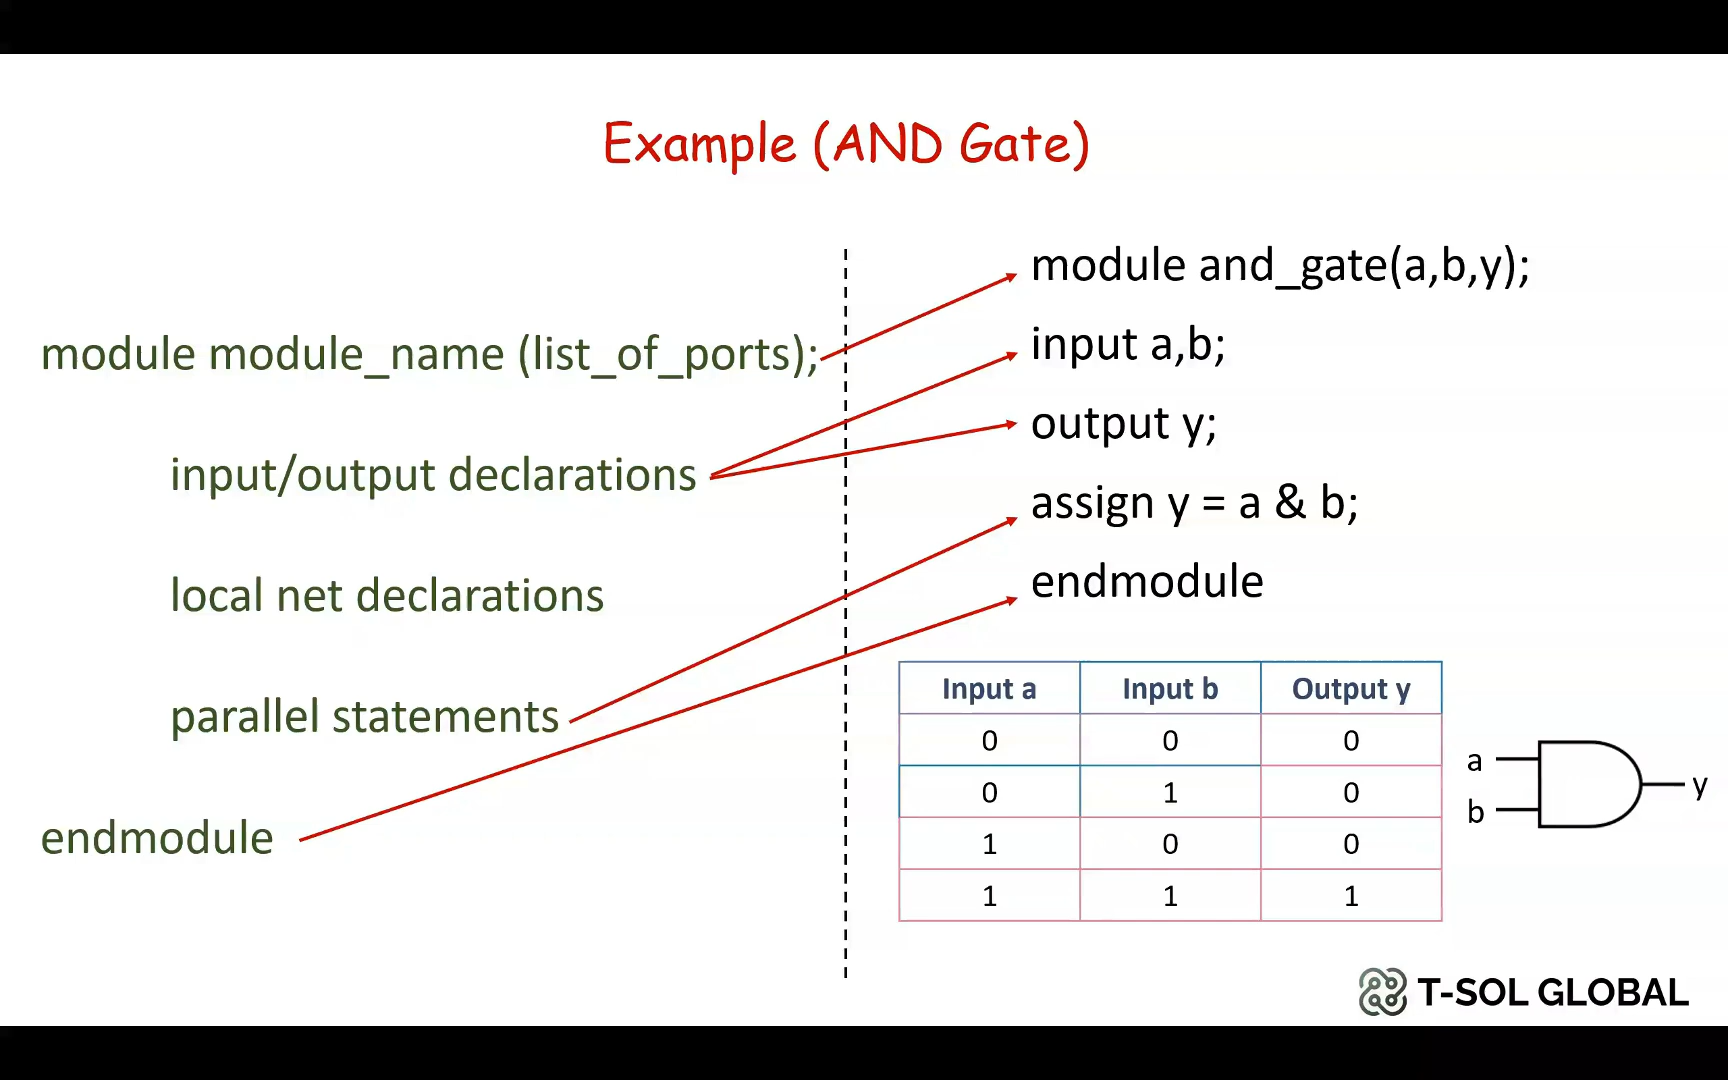 Example (AND Gate)
module module_name (list_of_ports);
input/output declarations
local net declarations
parallel statements
endmodule
module and_gate(a,b,y);
input a,b;
output y;
assign y = a & b;
endmodule
Input a Input b Output y
0 0 0
0 1 0
1 0 0
1 1 1
a
b
y
T-SOL GLOBAL